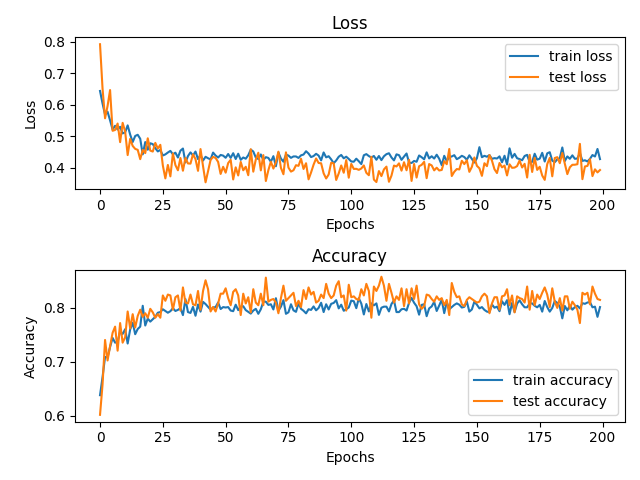 Loss
0.8
0.7
0.6
0.5
0.4
Loss
train loss
test loss
0 25 50 75 100 125 150 175 200
Epochs
Accuracy
0.8
0.7
0.6
Accuracy
train accuracy
test accuracy
0 25 50 75 100 125 150 175 200
Epochs